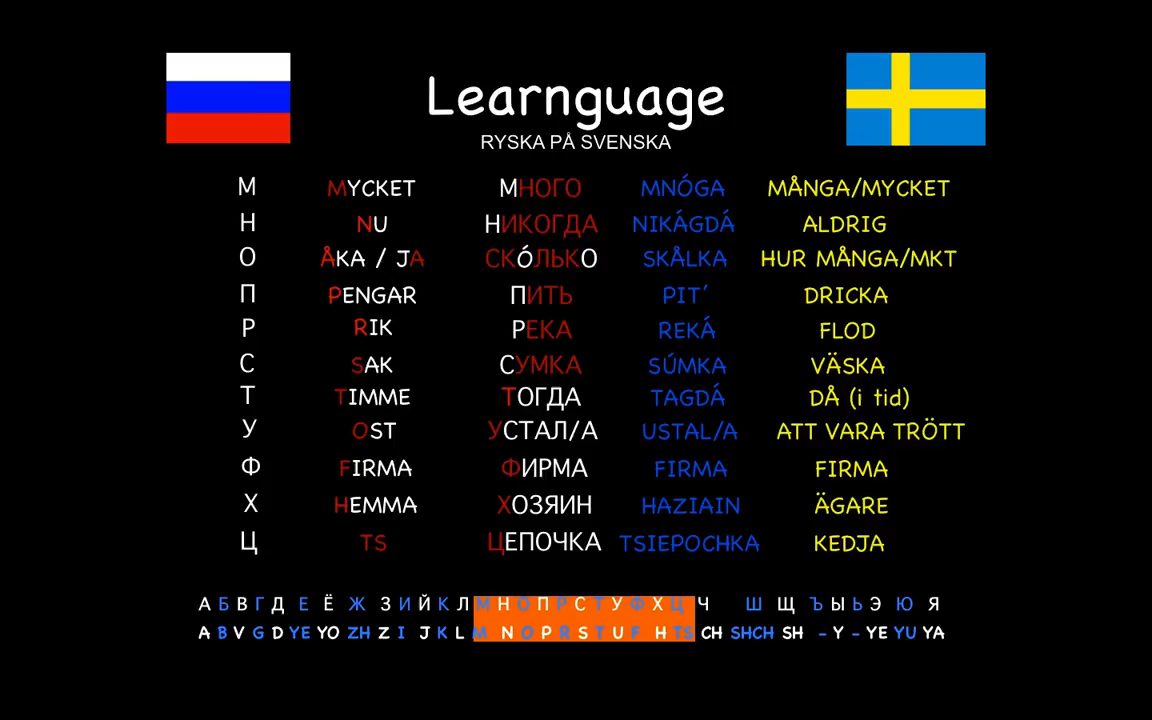 Learnguage
RYSKA PÅ SVENSKA
М MYCKET МНОГО MNÓGA MÅNGA/MYCKET
Н NU НИКОГДА NIKÁGDÁ ALDRIG
О ÅKA / JA СКÓЛЬКО SKÅLKA HUR MÅNGA/MKT
П PENGAR ПИТЬ PIT′ DRICKA
Р RIK РЕКА REKÁ FLOD
С SAK СУМКА SÚMKA VÄSKA
Т TIMME ТОГДА TAGDÁ DÅ (i tid)
У OST УСТАЛ/А USTAL/A ATT VARA TRÖTT
Ф FIRMA ФИРМА FIRMA FIRMA
Х HEMMA ХОЗЯИН HAZIAIN ÄGARE
Ц TS ЦЕПОЧКА TSIEPOCHKA KEDJA
А Б В Г Д Е Ё Ж З И Й К Л М Н О П Р С Т У Ф Х Ц Ч Ш Щ Ъ Ы Ь Э Ю Я
A B V G D YE YO ZH Z I J K L M N O P R S T U F H TS CH SHCH SH - Y - YE YU YA